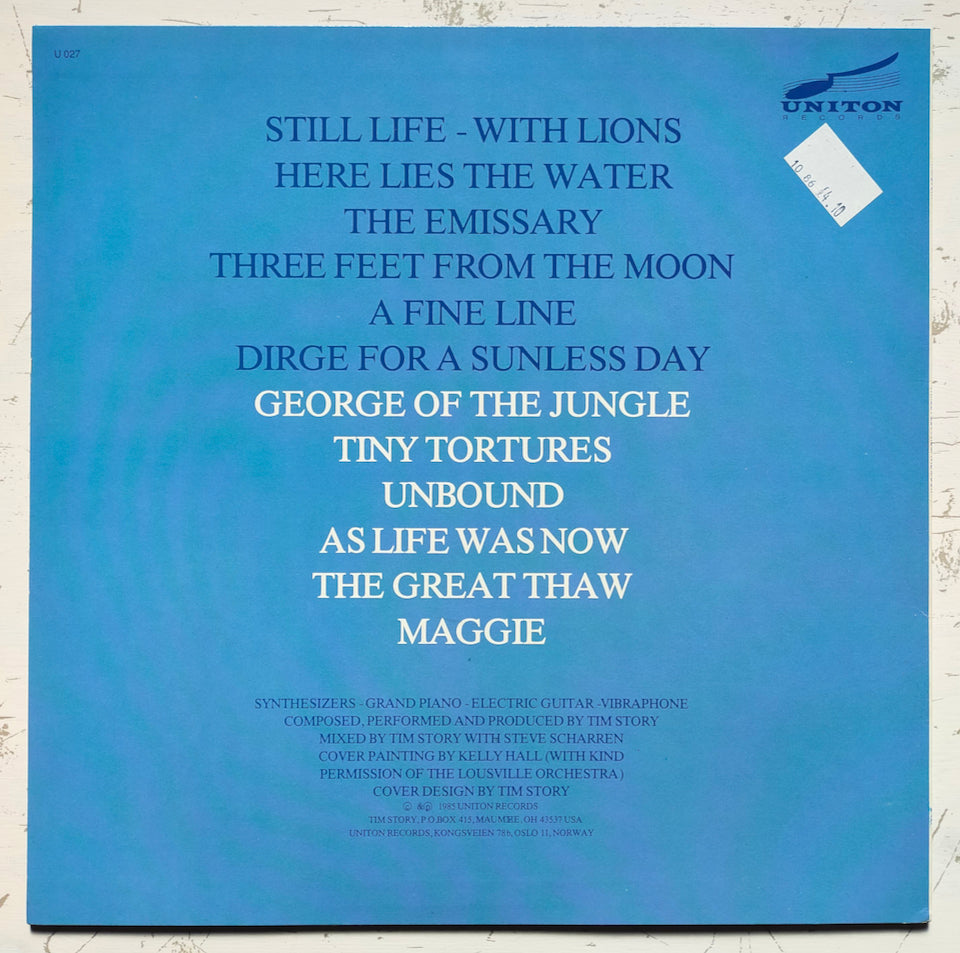 U 027
UNITON
RECORDS
10 86 £4.10
STILL LIFE - WITH LIONS
HERE LIES THE WATER
THE EMISSARY
THREE FEET FROM THE MOON
A FINE LINE
DIRGE FOR A SUNLESS DAY
GEORGE OF THE JUNGLE
TINY TORTURES
UNBOUND
AS LIFE WAS NOW
THE GREAT THAW
MAGGIE
SYNTHESIZERS - GRAND PIANO - ELECTRIC GUITAR -VIBRAPHONE
COMPOSED, PERFORMED AND PRODUCED BY TIM STORY
MIXED BY TIM STORY WITH STEVE SCHARREN
COVER PAINTING BY KELLY HALL (WITH KIND
PERMISSION OF THE LOUSVILLE ORCHESTRA )
COVER DESIGN BY TIM STORY
© & ℗ 1985 UNITON RECORDS
TIM STORY, P.O.BOX 415, OH 43537 USA
UNITON RECORDS, KONGSVEIEN 78b, OSLO 11, NORWAY